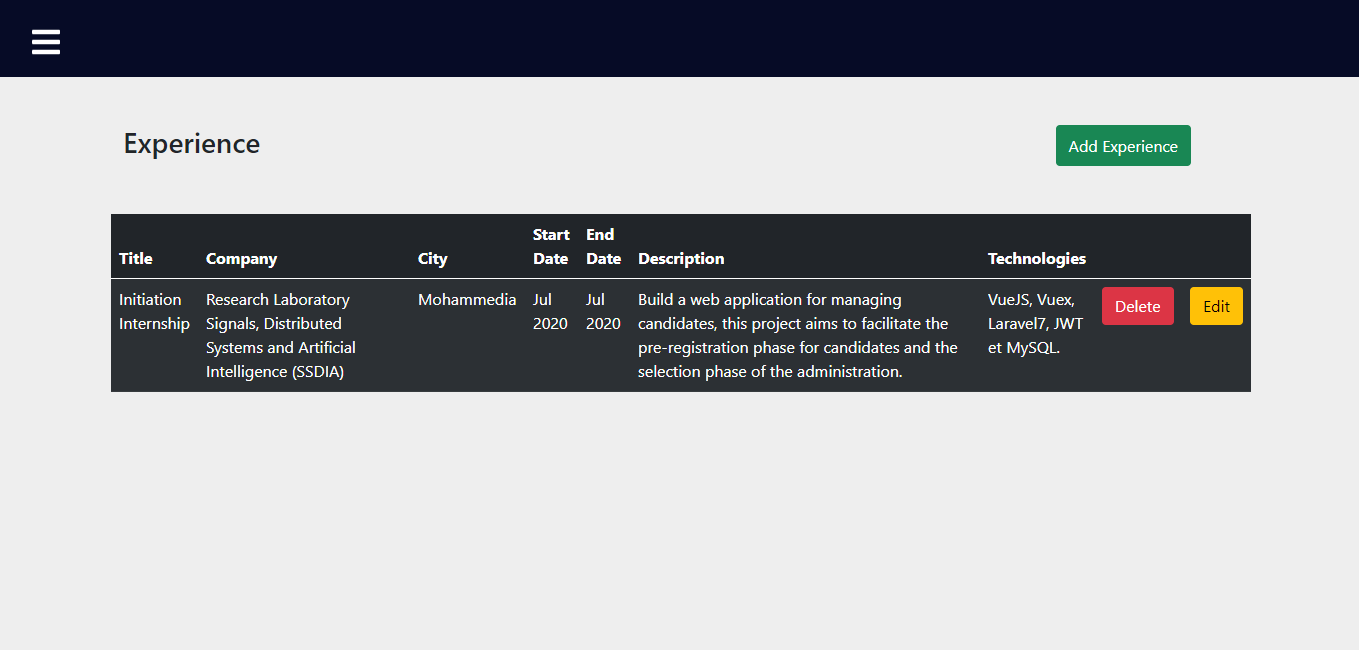 Experience
Add Experience
Title Company City Start Date End Date Description Technologies
Initiation Internship
Research Laboratory
Signals, Distributed
Systems and Artificial
Intelligence (SSDIA)
Mohammedia
Jul 2020
Jul 2020
Build a web application for managing
candidates, this project aims to facilitate the
pre-registration phase for candidates and the
selection phase of the administration.
VueJS, Vuex,
Laravel7, JWT
et MySQL.
Delete
Edit